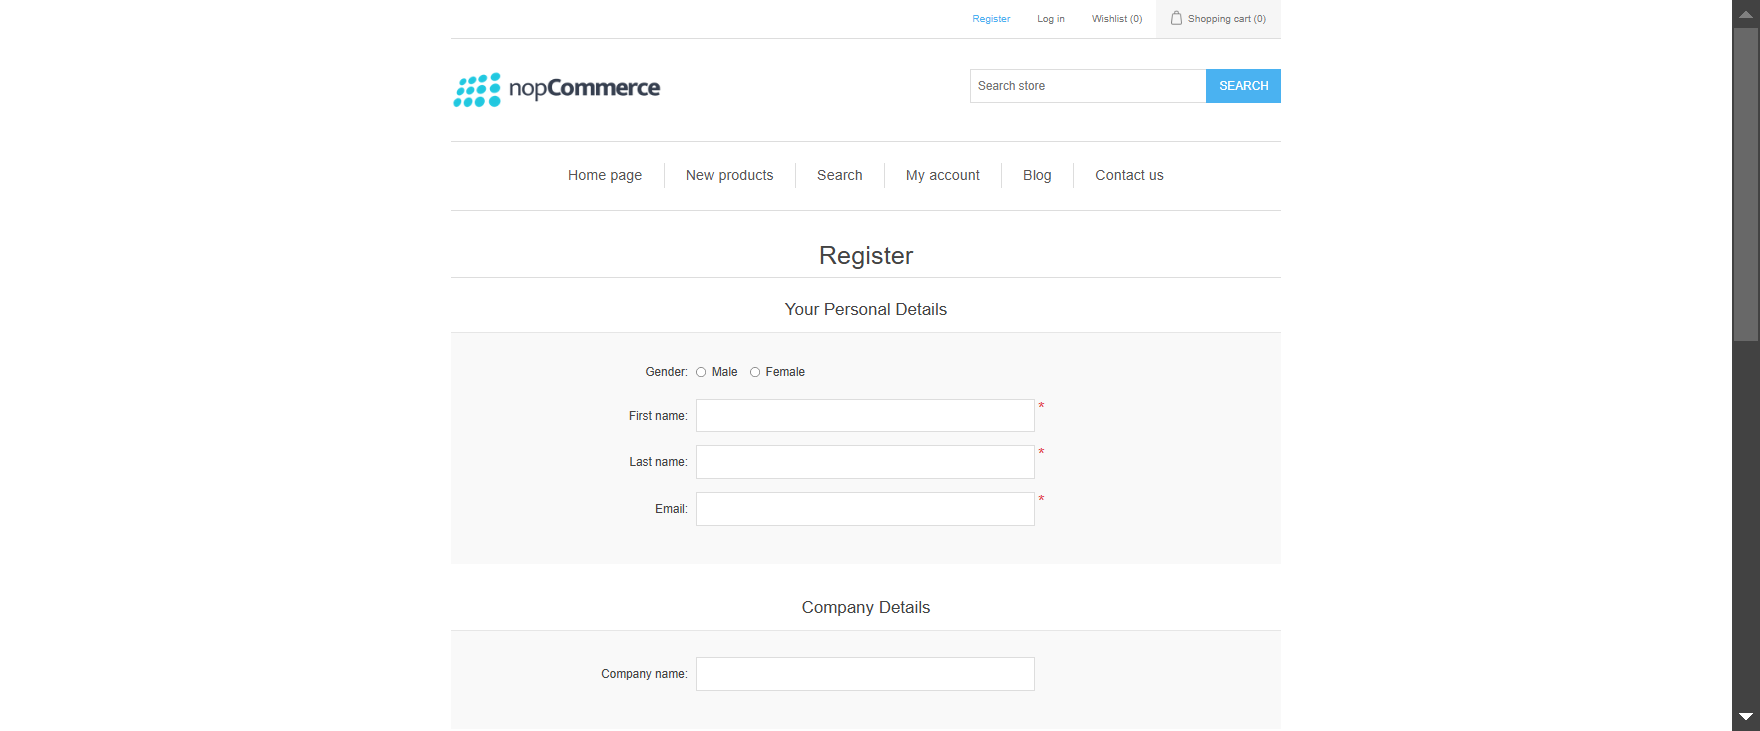 Register Log in Wishlist (0) Shopping cart (0)
nopCommerce
Search store SEARCH
Home page New products Search My account Blog Contact us
Register
Your Personal Details
Gender: Male Female
First name: *
Last name: *
Email: *
Company Details
Company name: